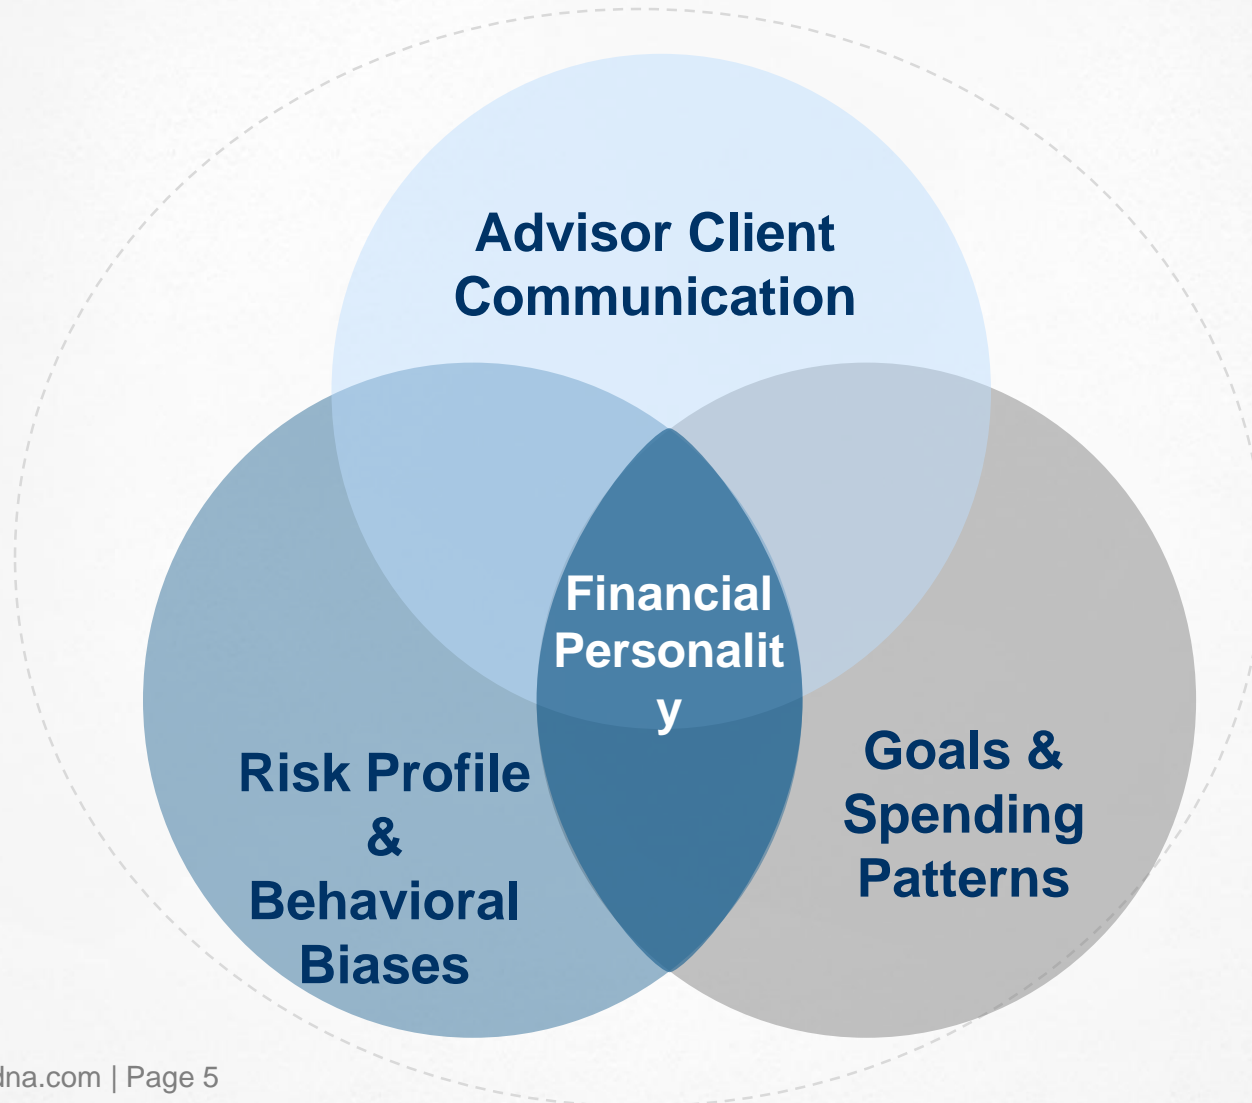 Advisor Client
Communication
Financial
Personalit
y
Risk Profile
&
Behavioral
Biases
Goals &
Spending
Patterns
dna.com | Page 5